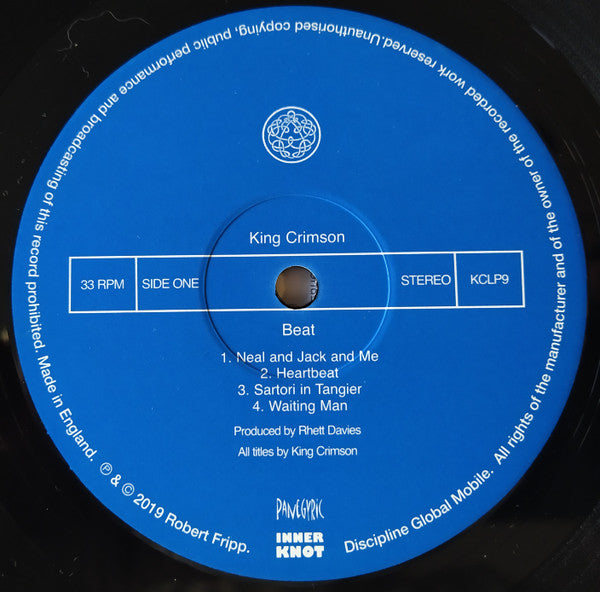 King Crimson
33 RPM
SIDE ONE
STEREO
KCLP9
Beat
1. Neal and Jack and Me
2. Heartbeat
3. Sartori in Tangier
4. Waiting Man
Produced by Rhett Davies
All titles by King Crimson
PANEGYRIC
INNER
KNOT
℗ & © 2019 Robert Fripp. Discipline Global Mobile. All rights of the manufacturer and of the owner of the recorded work reserved.Unauthorised copying, public performance and broadcasting of this record prohibited. Made in England.